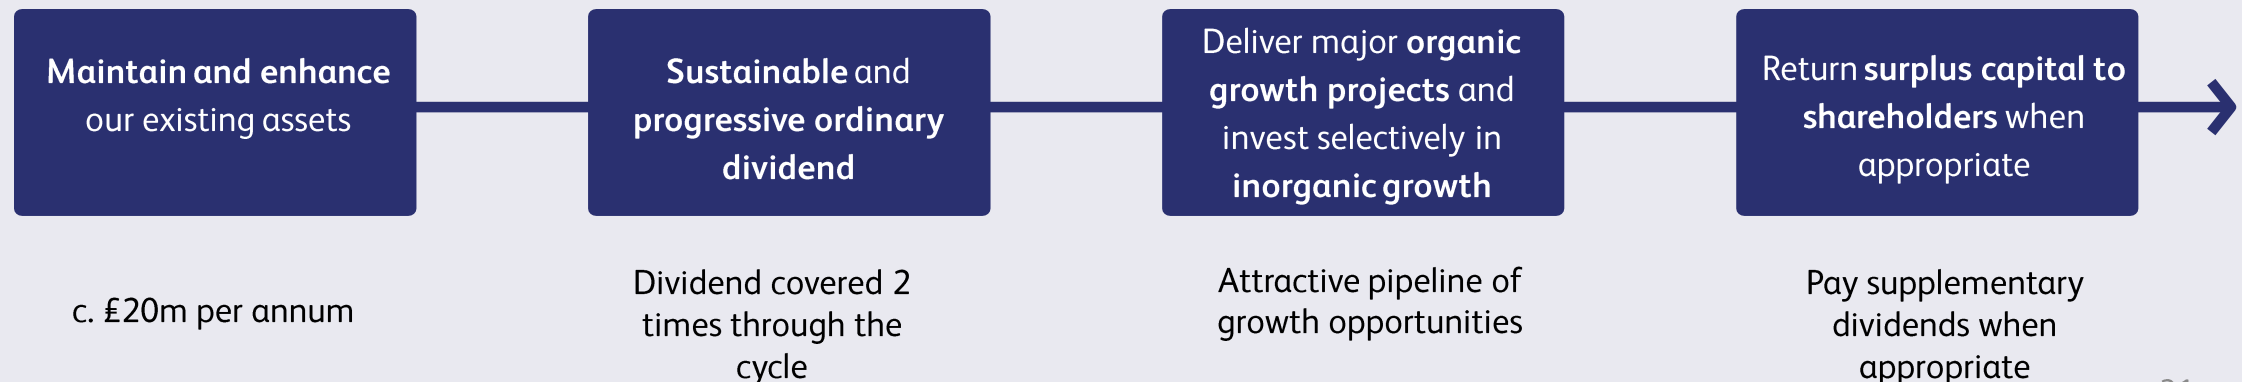 Maintain and enhance
our existing assets
Sustainable and
progressive ordinary
dividend
Deliver major organic
growth projects and
invest selectively in
inorganic growth
Return surplus capital to
shareholders when
appropriate
c. £20m per annum
Dividend covered 2
times through the
cycle
Attractive pipeline of
growth opportunities
Pay supplementary
dividends when
appropriate